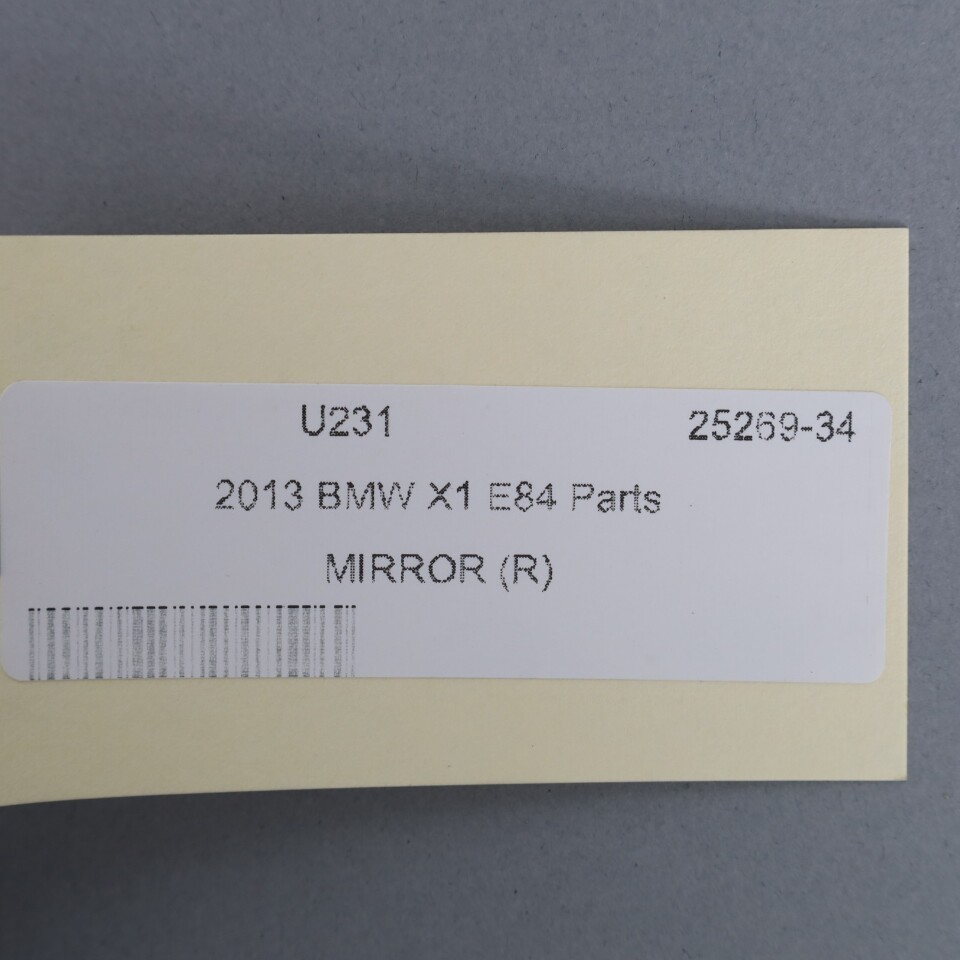 U231 25269-34
2013 BMW X1 E84 Parts
MIRROR (R)